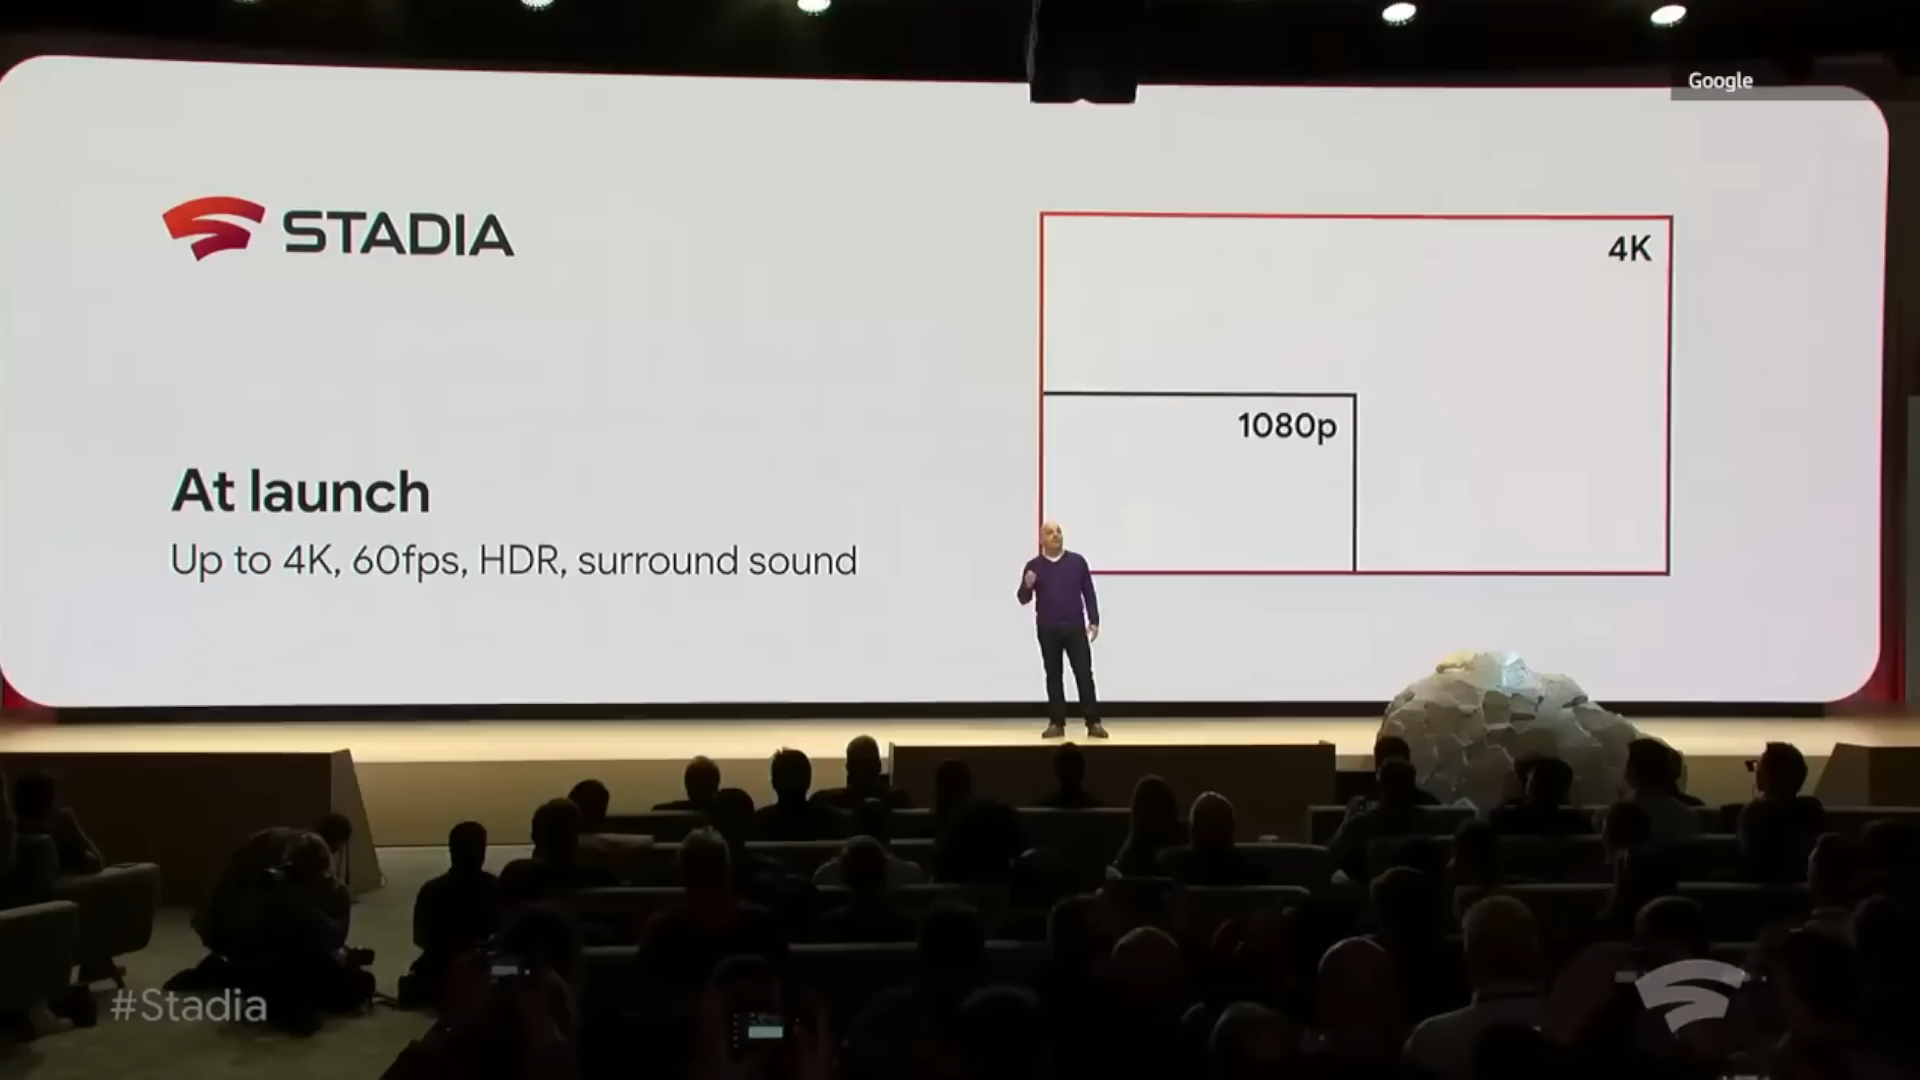 Google
STADIA
4K
1080p
At launch
Up to 4K, 60fps, HDR, surround sound
#Stadia